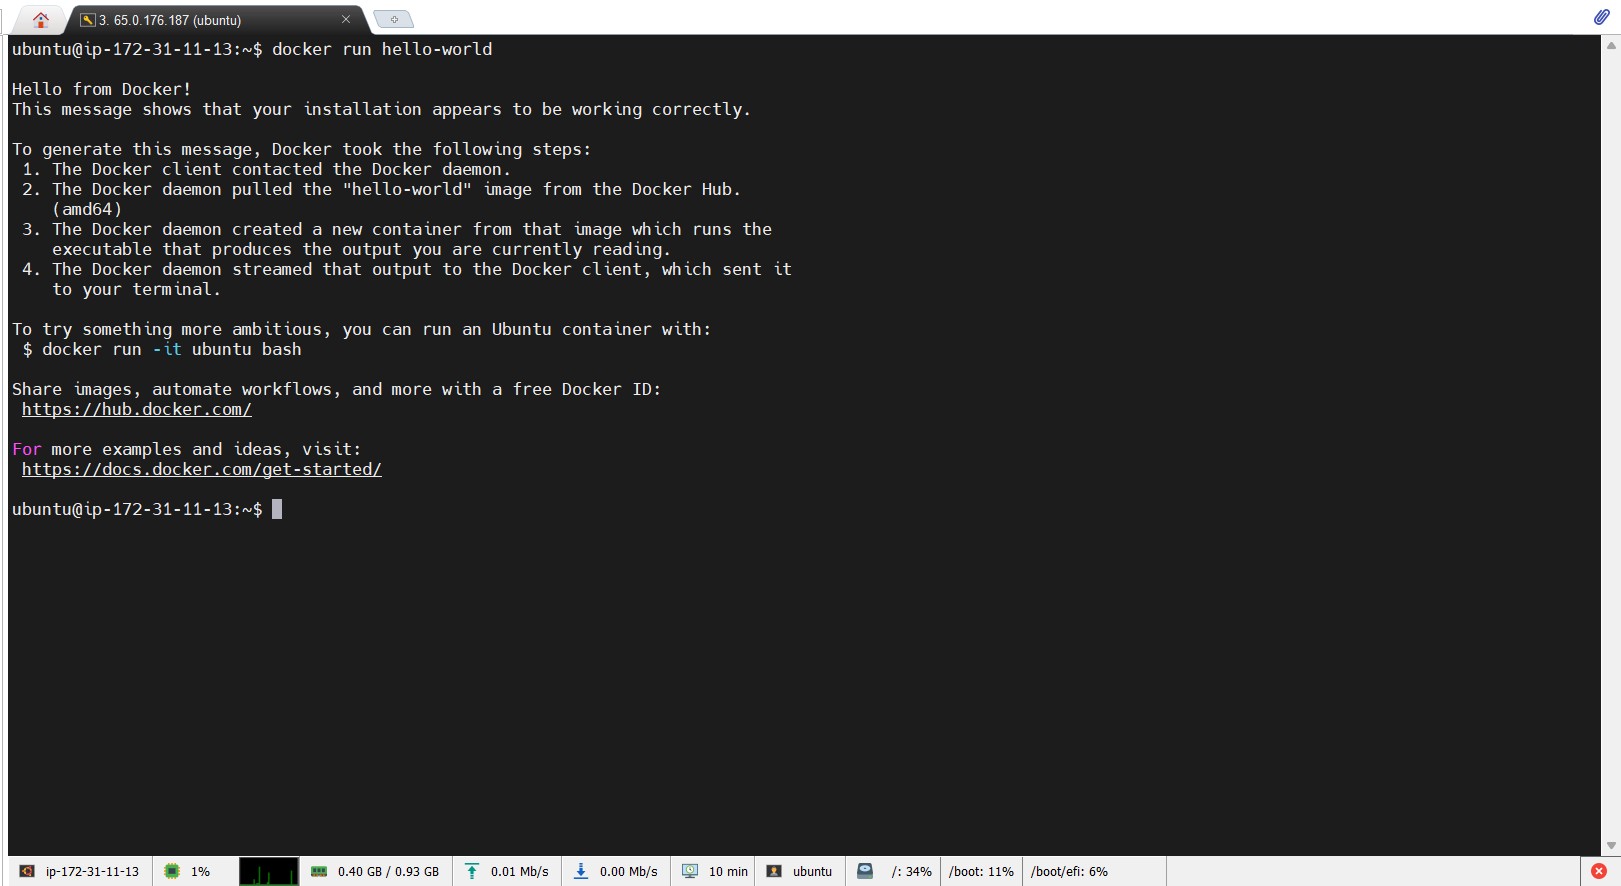 3. 65.0.176.187 (ubuntu)
ubuntu@ip-172-31-11-13:~$ docker run hello-world
Hello from Docker!
This message shows that your installation appears to be working correctly.
To generate this message, Docker took the following steps:
1. The Docker client contacted the Docker daemon.
2. The Docker daemon pulled the "hello-world" image from the Docker Hub.
(amd64)
3. The Docker daemon created a new container from that image which runs the
executable that produces the output you are currently reading.
4. The Docker daemon streamed that output to the Docker client, which sent it
to your terminal.
To try something more ambitious, you can run an Ubuntu container with:
$ docker run -it ubuntu bash
Share images, automate workflows, and more with a free Docker ID:
https://hub.docker.com/
For more examples and ideas, visit:
https://docs.docker.com/get-started/
ubuntu@ip-172-31-11-13:~$
ip-172-31-11-13 1% 0.40 GB / 0.93 GB 0.01 Mb/s 0.00 Mb/s 10 min ubuntu /: 34% /boot: 11% /boot/efi: 6%